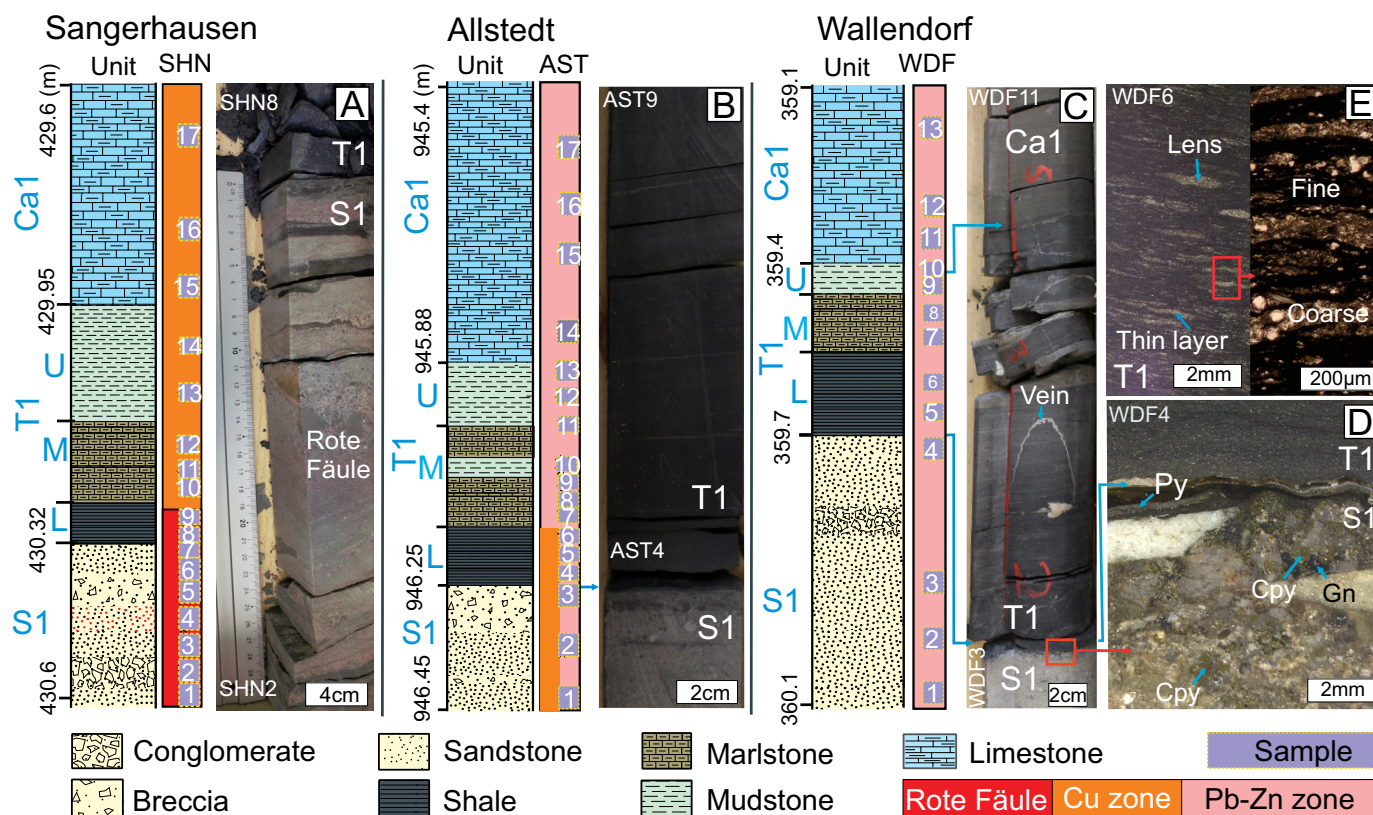 Sangerhausen
Unit SHN
429.6 (m)
429.95
430.32
430.6
Ca1
T1
U
M
L
S1
17
16
15
14
13
12
11
10
9
8
7
6
5
4
3
2
1
A
SHN8
T1
S1
Rote
Fäule
SHN2
4cm
Allstedt
Unit AST
945.4 (m)
945.88
946.25
946.45
Ca1
T1
U
M
L
S1
17
16
15
14
13
12
11
10
9
8
7
6
5
4
3
2
1
B
AST9
T1
AST4
S1
2cm
Wallendorf
Unit WDF
359.1
359.4
359.7
360.1
Ca1
T1
U
M
L
S1
13
12
11
10
9
8
7
6
5
4
3
2
1
C
WDF11
Ca1
Vein
T1
WDF3
S1
2cm
WDF6
E
Lens
Thin layer
T1
2mm
Fine
Coarse
200μm
WDF4
D
T1
S1
Py
Cpy
Gn
Cpy
2mm
Conglomerate
Sandstone
Marlstone
Limestone
Sample
Breccia
Shale
Mudstone
Rote Fäule
Cu zone
Pb-Zn zone